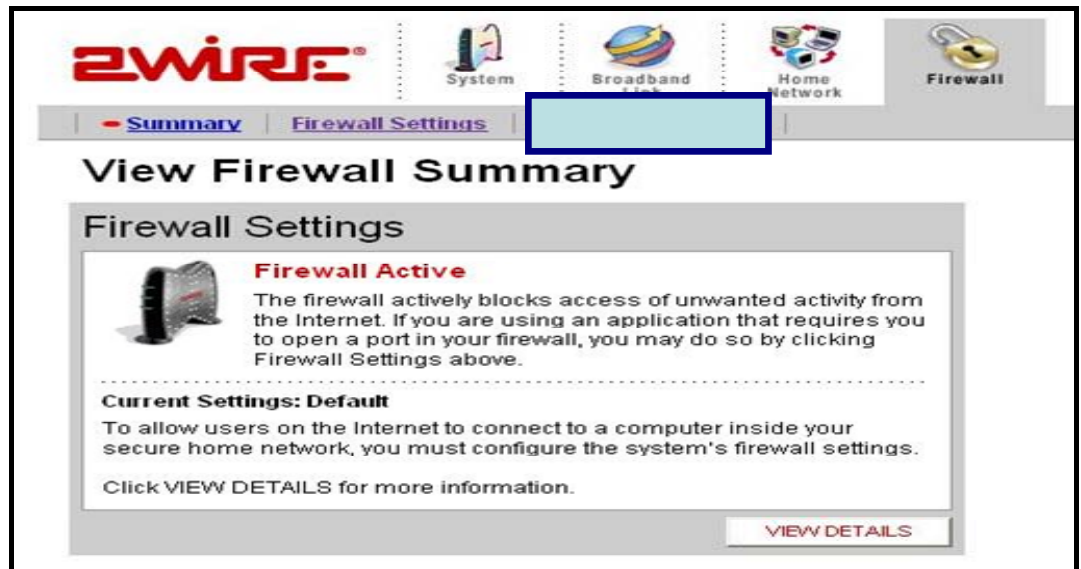 2WIRE®
System
Broadband
Link
Home
Network
Firewall
Summary
Firewall Settings
View Firewall Summary
Firewall Settings
Firewall Active
The firewall actively blocks access of unwanted activity from
the Internet. If you are using an application that requires you
to open a port in your firewall, you may do so by clicking
Firewall Settings above.
Current Settings: Default
To allow users on the Internet to connect to a computer inside your
secure home network, you must configure the system's firewall settings.
Click VIEW DETAILS for more information.
VIEW DETAILS